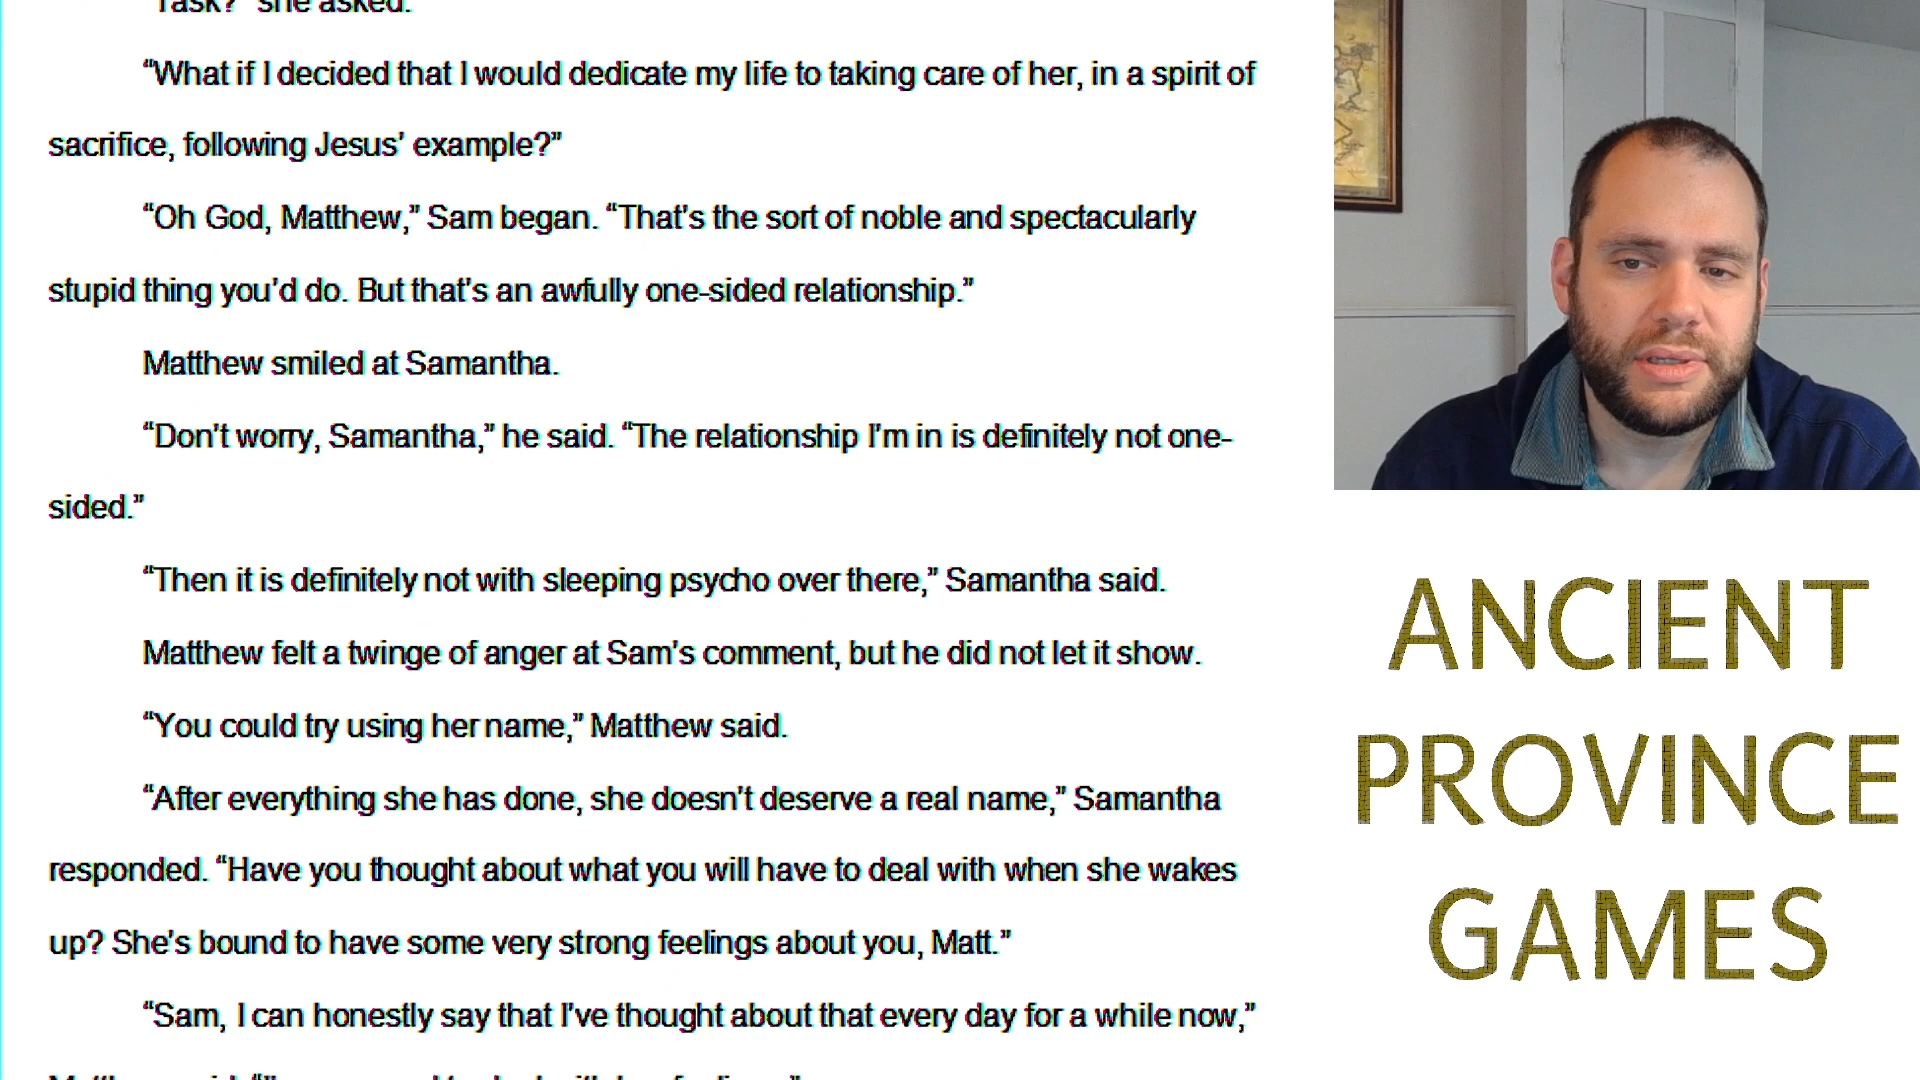 Task?" she asked.
“What if I decided that I would dedicate my life to taking care of her, in a spirit of
sacrifice, following Jesus’ example?”
“Oh God, Matthew,” Sam began. “That’s the sort of noble and spectacularly
stupid thing you’d do. But that’s an awfully one-sided relationship.”
Matthew smiled at Samantha.
“Don’t worry, Samantha,” he said. “The relationship I’m in is definitely not one-
sided.”
“Then it is definitely not with sleeping psycho over there,” Samantha said.
Matthew felt a twinge of anger at Sam’s comment, but he did not let it show.
“You could try using her name,” Matthew said.
“After everything she has done, she doesn’t deserve a real name,” Samantha
responded. “Have you thought about what you will have to deal with when she wakes
up? She’s bound to have some very strong feelings about you, Matt.”
“Sam, I can honestly say that I’ve thought about that every day for a while now,”
ANCIENT
PROVINCE
GAMES